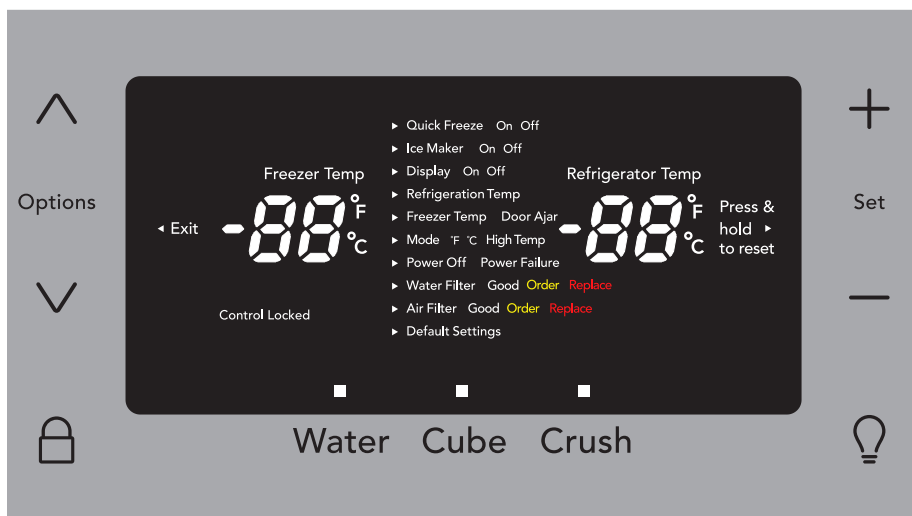 Options
◂ Exit
Freezer Temp
-88 °F °C
Control Locked
▸ Quick Freeze On Off
▸ Ice Maker On Off
▸ Display On Off
▸ Refrigeration Temp
▸ Freezer Temp Door Ajar
▸ Mode °F °C High Temp
▸ Power Off Power Failure
▸ Water Filter Good Order Replace
▸ Air Filter Good Order Replace
▸ Default Settings
Refrigerator Temp
-88 °F °C
Press &
hold ▸
to reset
+
Set
−
Water Cube Crush